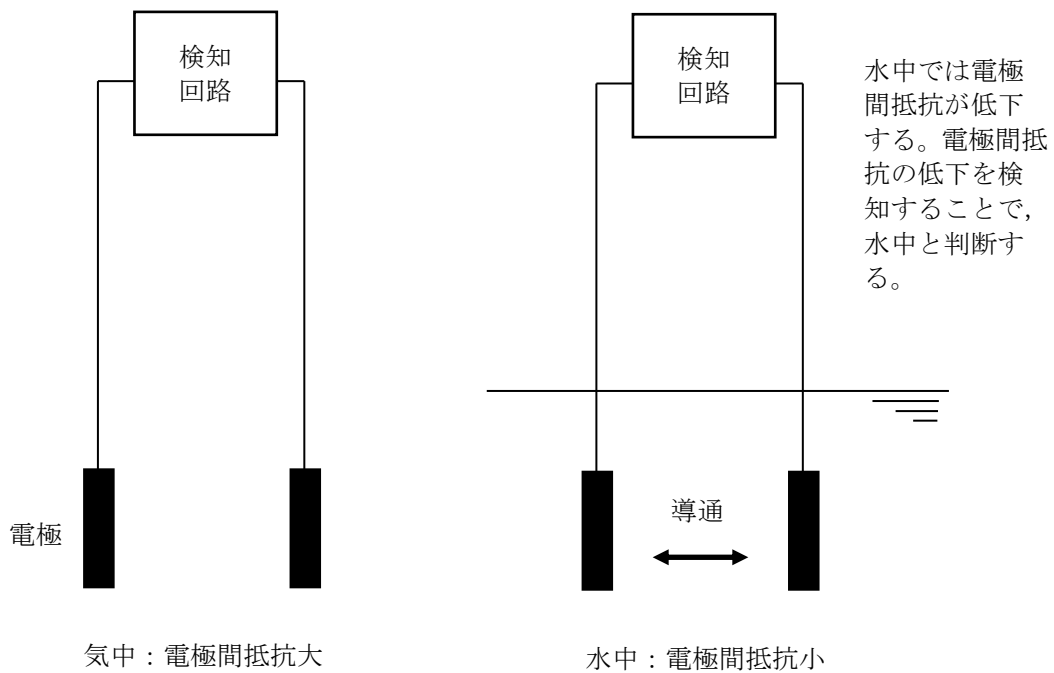 検知
回路
電極
気中：電極間抵抗大
検知
回路
導通
水中：電極間抵抗小
水中では電極
間抵抗が低下
する。電極間抵
抗の低下を検
知することで，
水中と判断す
る。